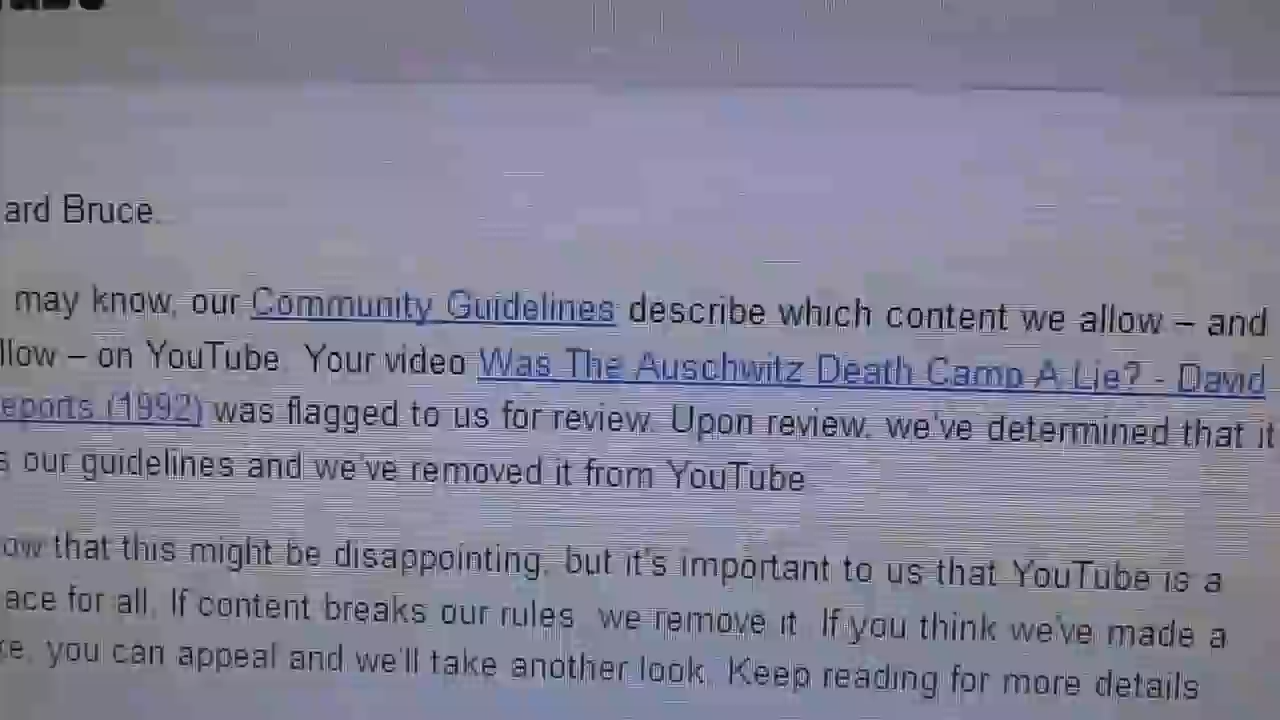 ard Bruce.
may know, our Community Guidelines describe which content we allow – and
llow – on YouTube. Your video Was The Auschwitz Death Camp A Lie? - David
eports (1992) was flagged to us for review. Upon review, we've determined that it
s our guidelines and we've removed it from YouTube
ow that this might be disappointing, but it's important to us that YouTube is a
ace for all. If content breaks our rules, we remove it. If you think we've made a
ke, you can appeal and we'll take another look. Keep reading for more details